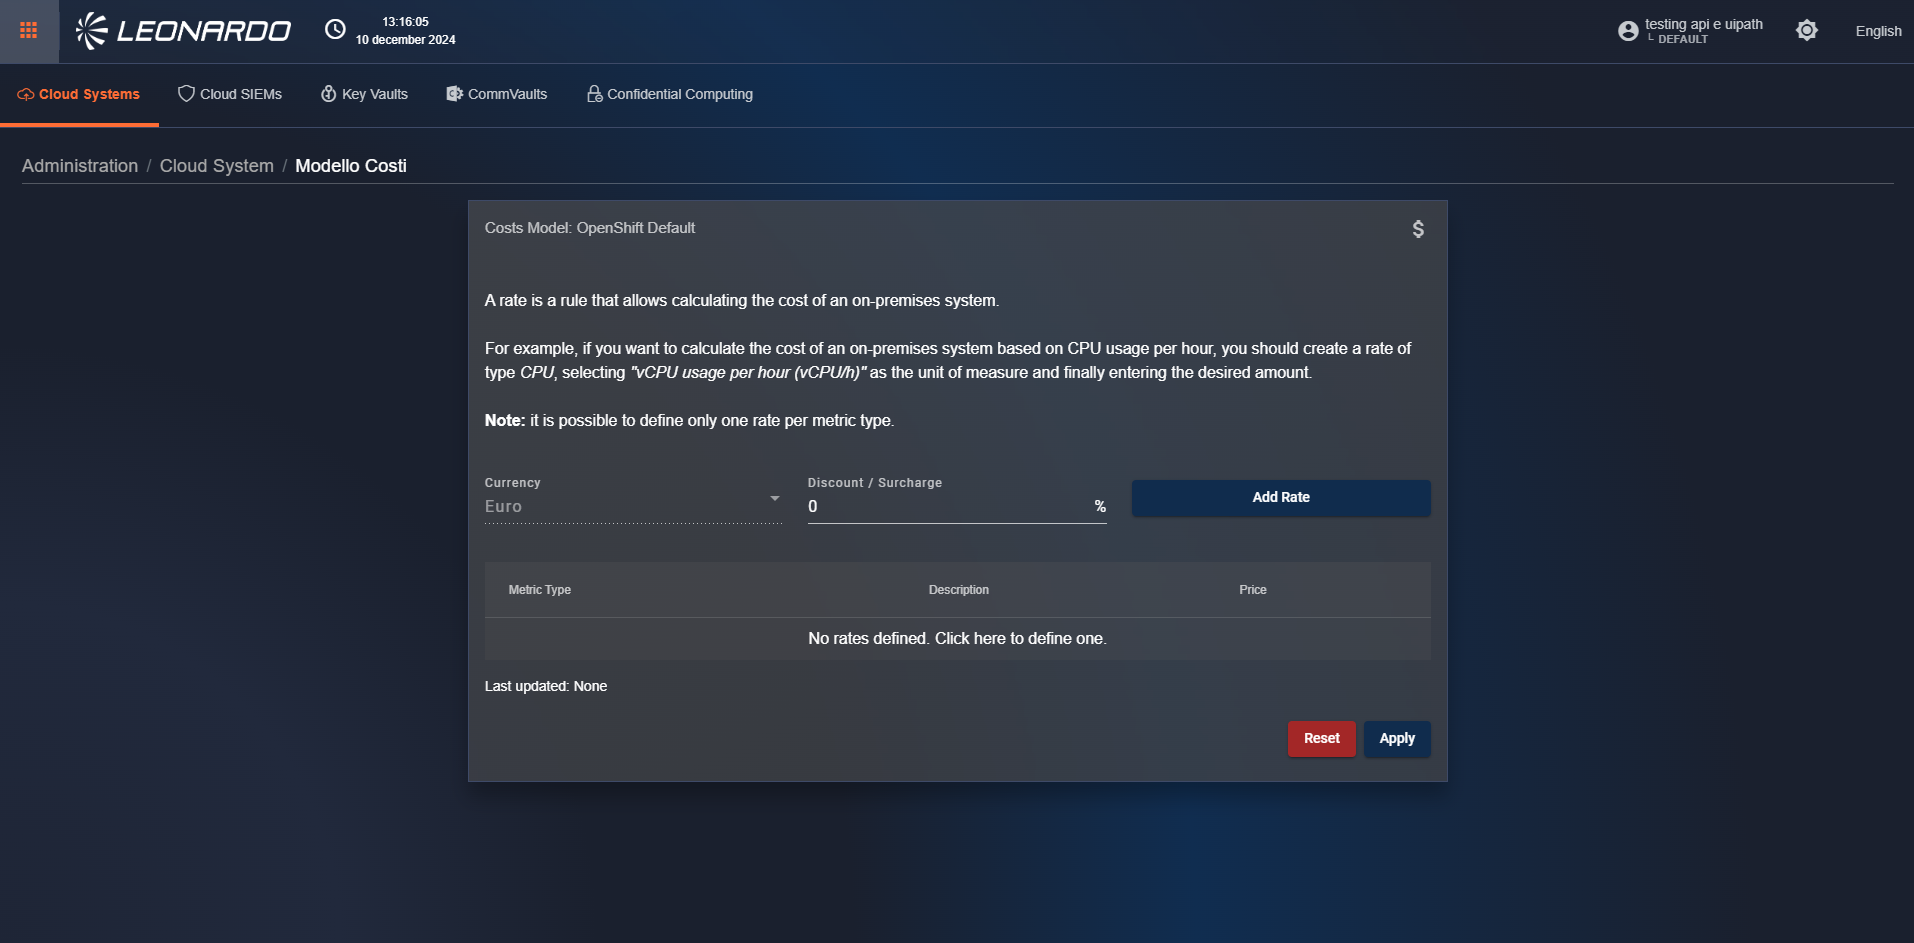 LEONARDO
13:16:05
10 december 2024
testing api e uipath
└ DEFAULT
English
Cloud Systems
Cloud SIEMs
Key Vaults
CommVaults
Confidential Computing
Administration / Cloud System / Modello Costi
Costs Model: OpenShift Default
$
A rate is a rule that allows calculating the cost of an on-premises system.
For example, if you want to calculate the cost of an on-premises system based on CPU usage per hour, you should create a rate of
type CPU, selecting "vCPU usage per hour (vCPU/h)" as the unit of measure and finally entering the desired amount.
Note: it is possible to define only one rate per metric type.
Currency
Euro
Discount / Surcharge
0 %
Add Rate
Metric Type Description Price
No rates defined. Click here to define one.
Last updated: None
Reset
Apply